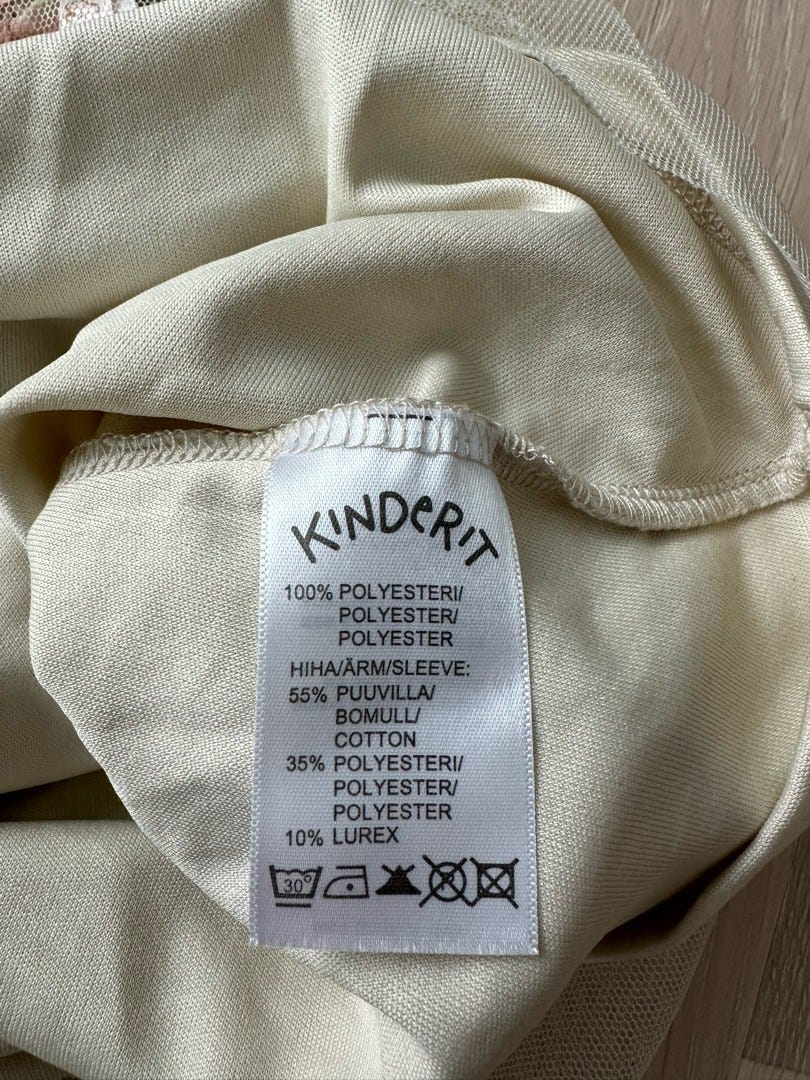 KINDeRIT
100% POLYESTERI/
POLYESTER/
POLYESTER
HIHA/ÄRM/SLEEVE:
55% PUUVILLA/
BOMULL/
COTTON
35% POLYESTERI/
POLYESTER/
POLYESTER
10% LUREX
30°